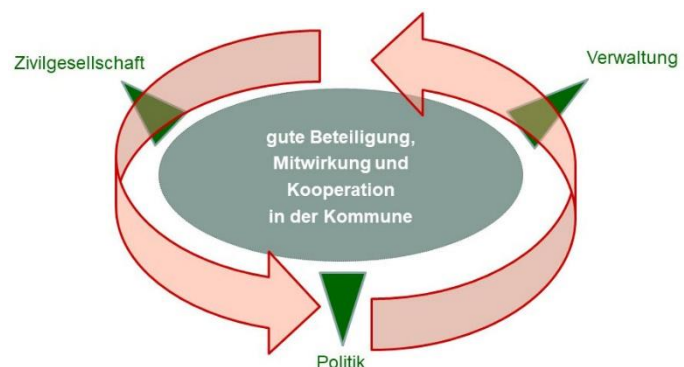 Zivilgesellschaft
Verwaltung
gute Beteiligung,
Mitwirkung und
Kooperation
in der Kommune
Politik